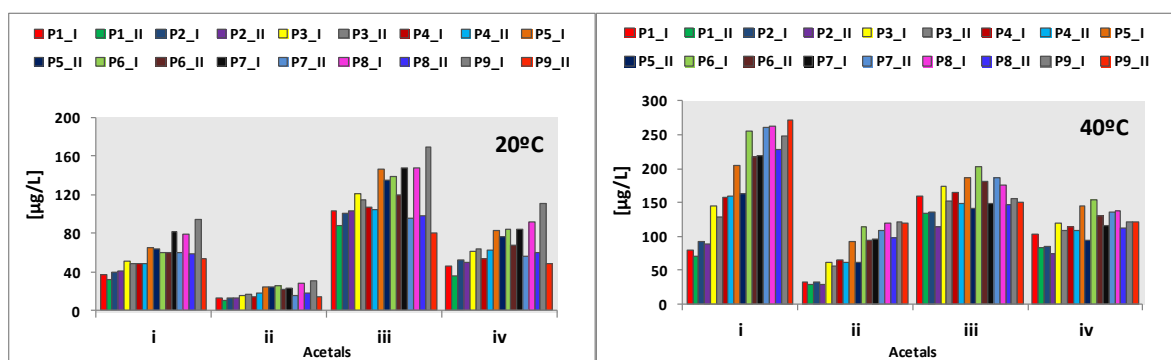 P1_I P1_II P2_I P2_II P3_I P3_II P4_I P4_II P5_I
P5_II P6_I P6_II P7_I P7_II P8_I P8_II P9_I P9_II
200
160
120
80
40
0
[µg/L]
20ºC
i ii iii iv
Acetals
P1_I P1_II P2_I P2_II P3_I P3_II P4_I P4_II P5_I
P5_II P6_I P6_II P7_I P7_II P8_I P8_II P9_I P9_II
300
250
200
150
100
50
0
[µg/L]
40ºC
i ii iii iv
Acetals